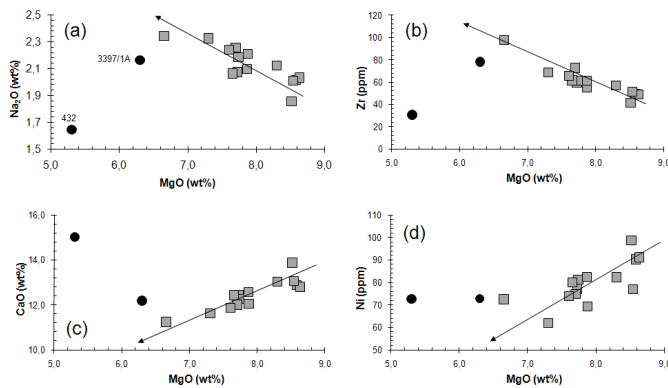 (a)
Na2O (wt%)
2,5
2,3
2,1
1,9
1,7
1,5
3397/1A
432
5,0 6,0 7,0 8,0 9,0
MgO (wt%)
(b)
Zr (ppm)
120
100
80
60
40
20
0
5,0 6,0 7,0 8,0 9,0
MgO (wt%)
(c)
CaO (wt%)
16,0
14,0
12,0
10,0
5,0 6,0 7,0 8,0 9,0
MgO (wt%)
(d)
Ni (ppm)
110
100
90
80
70
60
50
5,0 6,0 7,0 8,0 9,0
MgO (wt%)